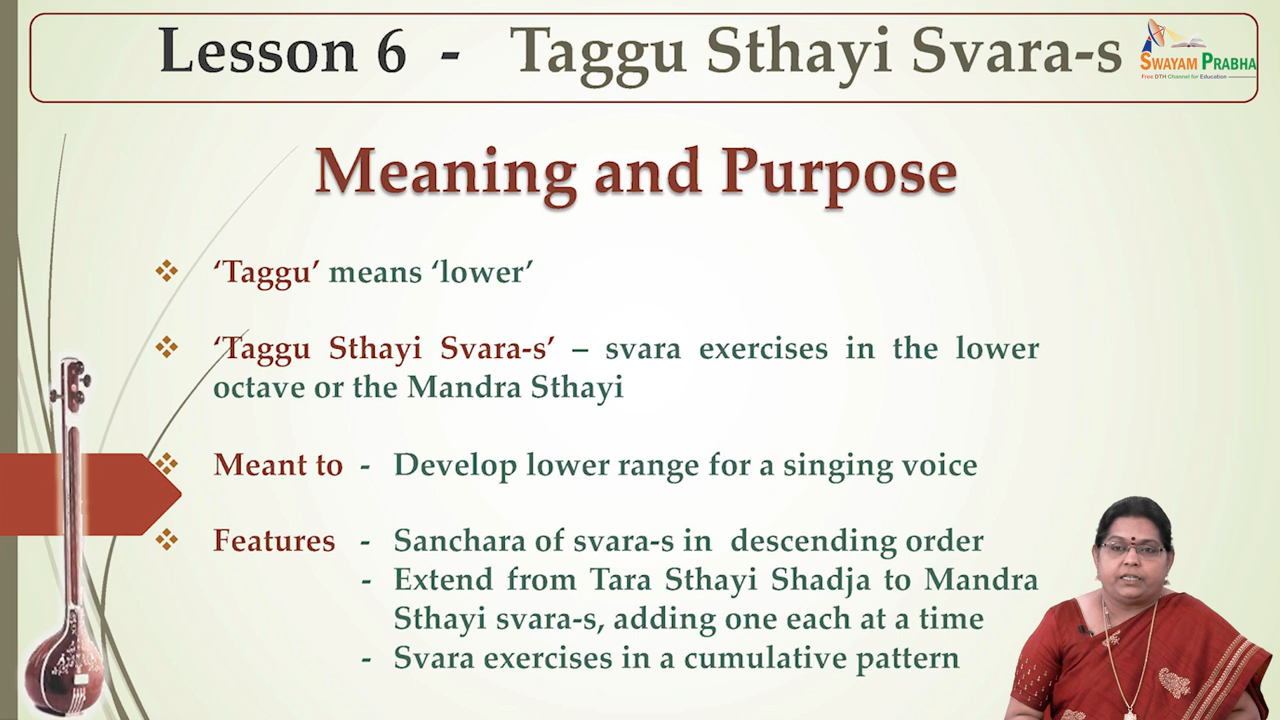 Lesson 6 - Taggu Sthayi Svara-s
SWAYAM PRABHA
Free DTH Channel for Education
Meaning and Purpose
‘Taggu’ means ‘lower’
‘Taggu Sthayi Svara-s’ – svara exercises in the lower
octave or the Mandra Sthayi
Meant to - Develop lower range for a singing voice
Features - Sanchara of svara-s in descending order
- Extend from Tara Sthayi Shadja to Mandra
Sthayi svara-s, adding one each at a time
- Svara exercises in a cumulative pattern